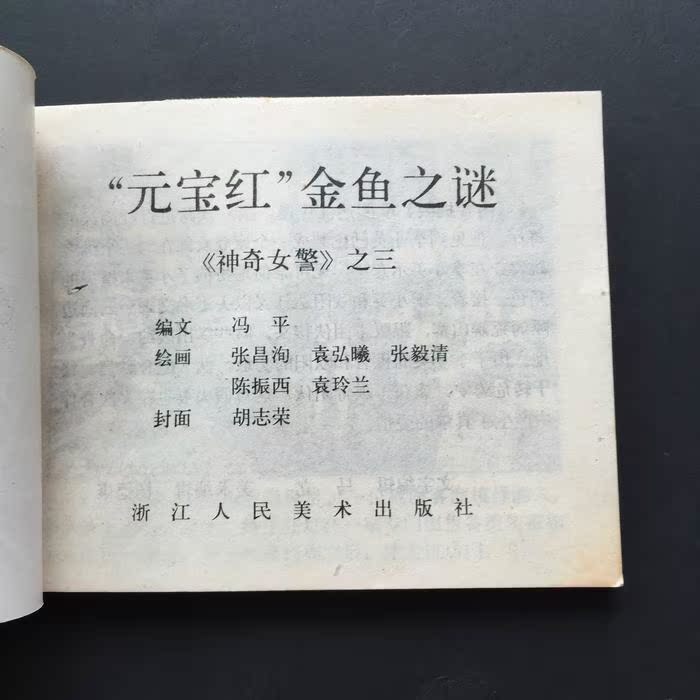 “元宝红”金鱼之谜
《神奇女警》之三
编文 冯平
绘画 张昌洵 袁弘曦 张毅清
陈振西 袁玲兰
封面 胡志荣
浙江人民美术出版社